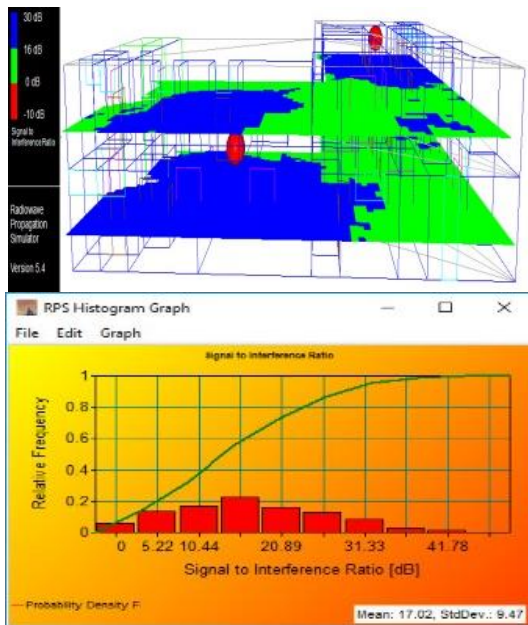 30 dB
16 dB
0 dB
-10 dB
Signal to
Interference Ratio
Radiowave
Propagation
Simulator
Version 5.4
RPS Histogram Graph
File Edit Graph
Signal to Interference Ratio
Relative Frequency
1
0.8
0.6
0.4
0.2
0
0 5.22 10.44 20.89 31.33 41.78
Signal to Interference Ratio [dB]
Probability Density F
Mean: 17.02, StdDev.: 9.47